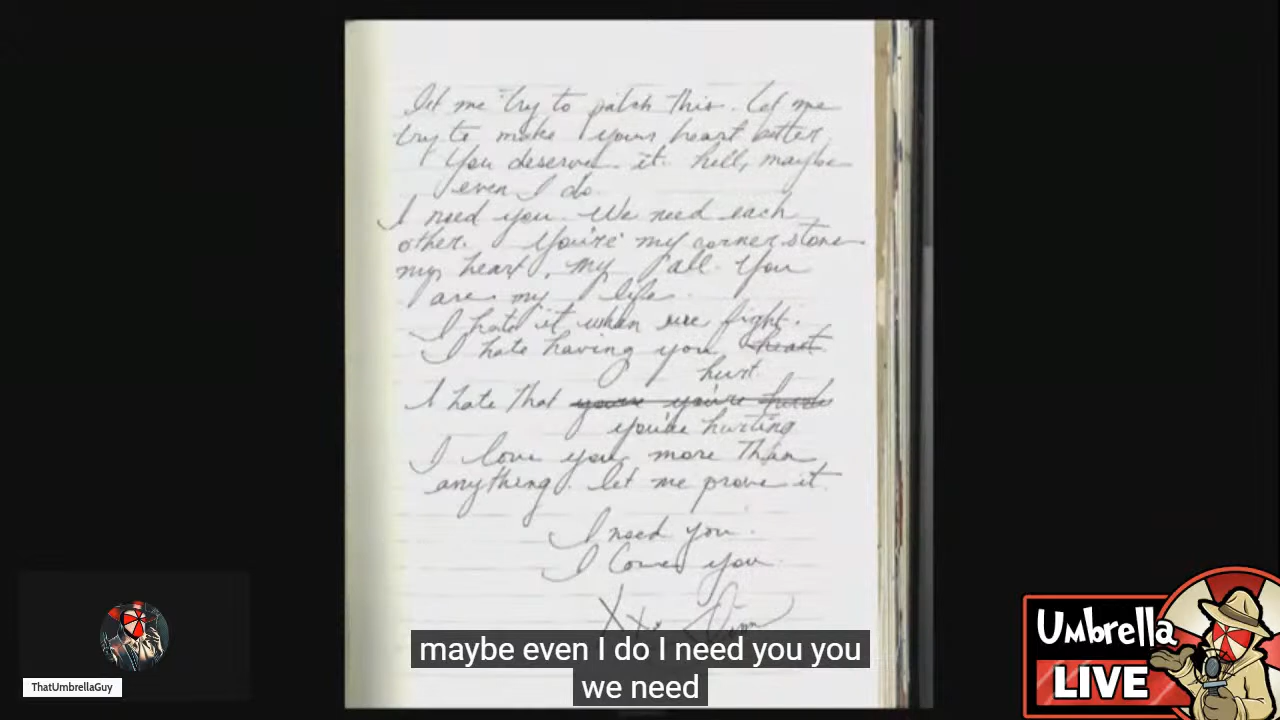 let me try to patch this. Let me
try to make your heart better
You deserve it. hell, maybe
even I do.
I need you. We need each
other. You're my corner stone
my heart, my all. You
are my life.
I hate it when we fight.
I hate having you heart
hurt.
I hate that you're
you're hurting
I love you more than
anything. let me prove it.
I need you.
I love you
maybe even I do I need you you
we need
ThatUmbrellaGuy
Umbrella
LIVE